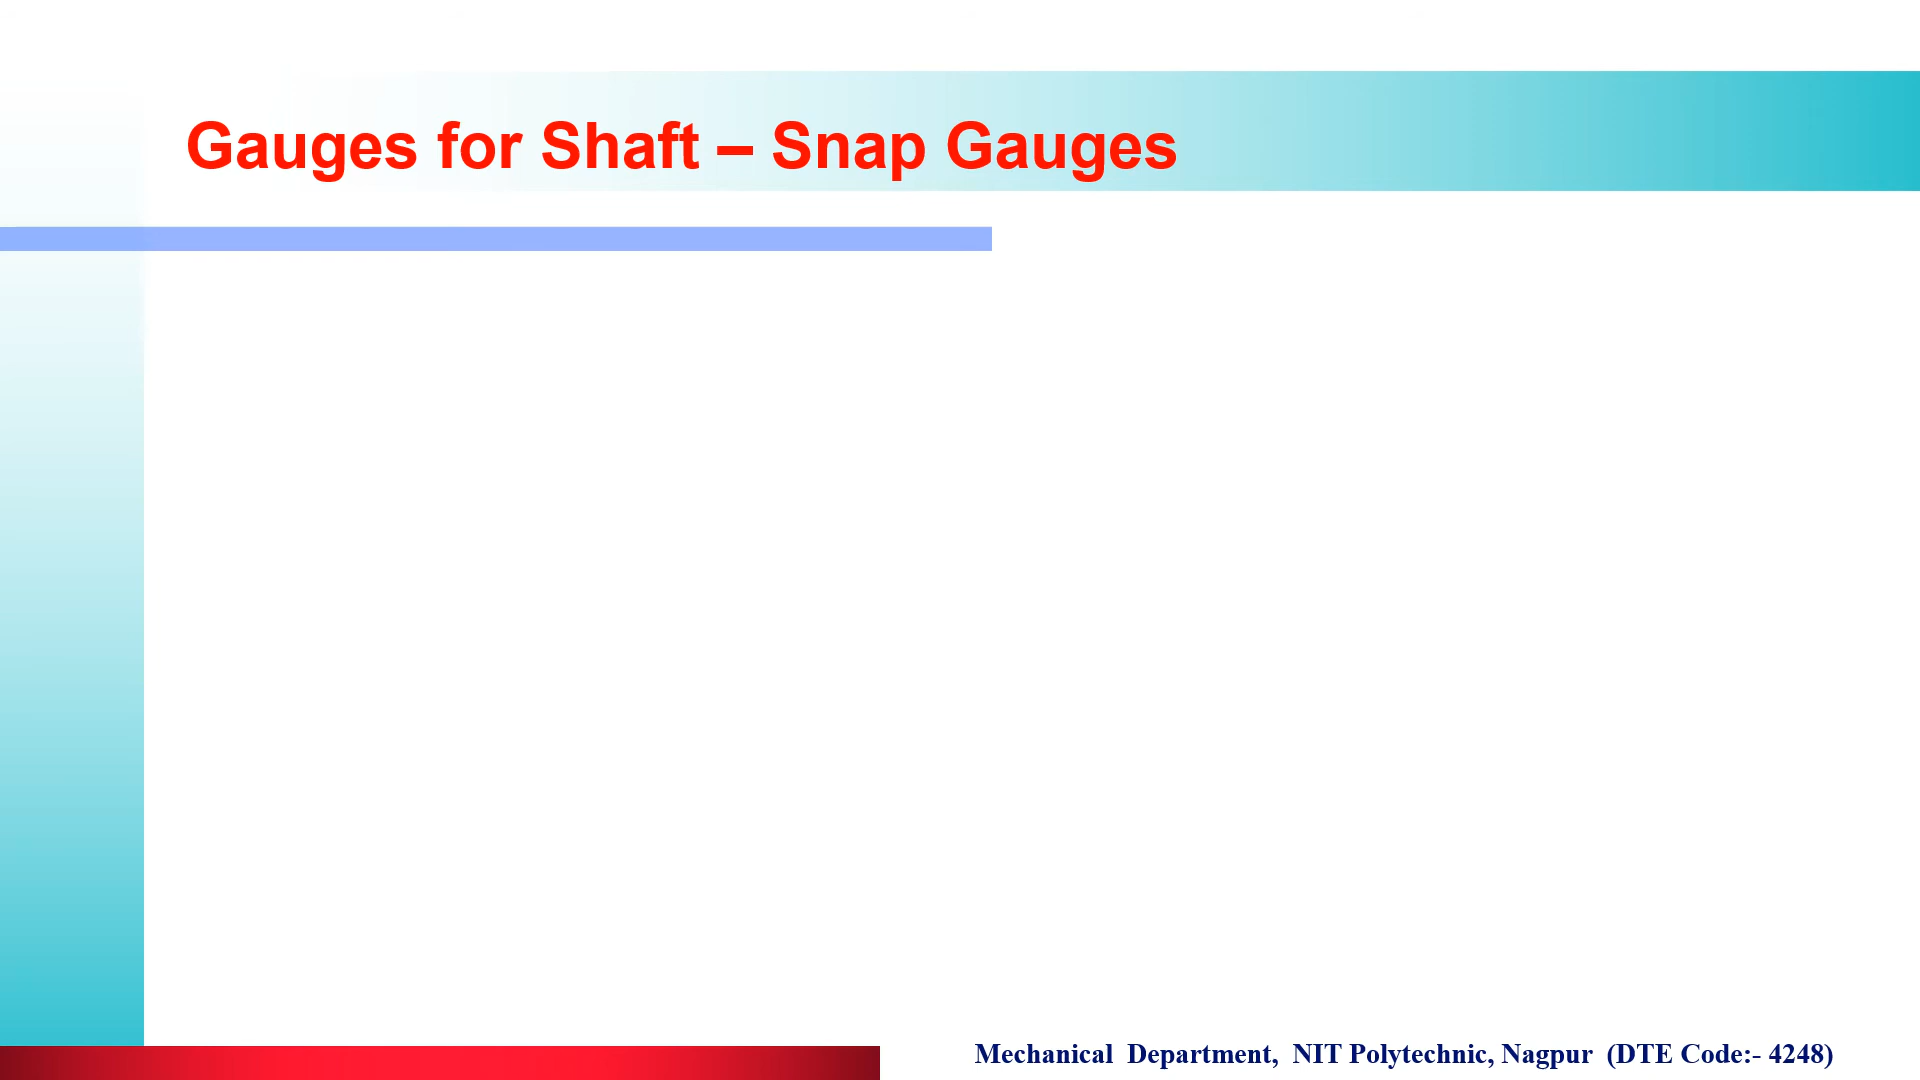 Gauges for Shaft – Snap Gauges
Mechanical Department, NIT Polytechnic, Nagpur (DTE Code:- 4248)